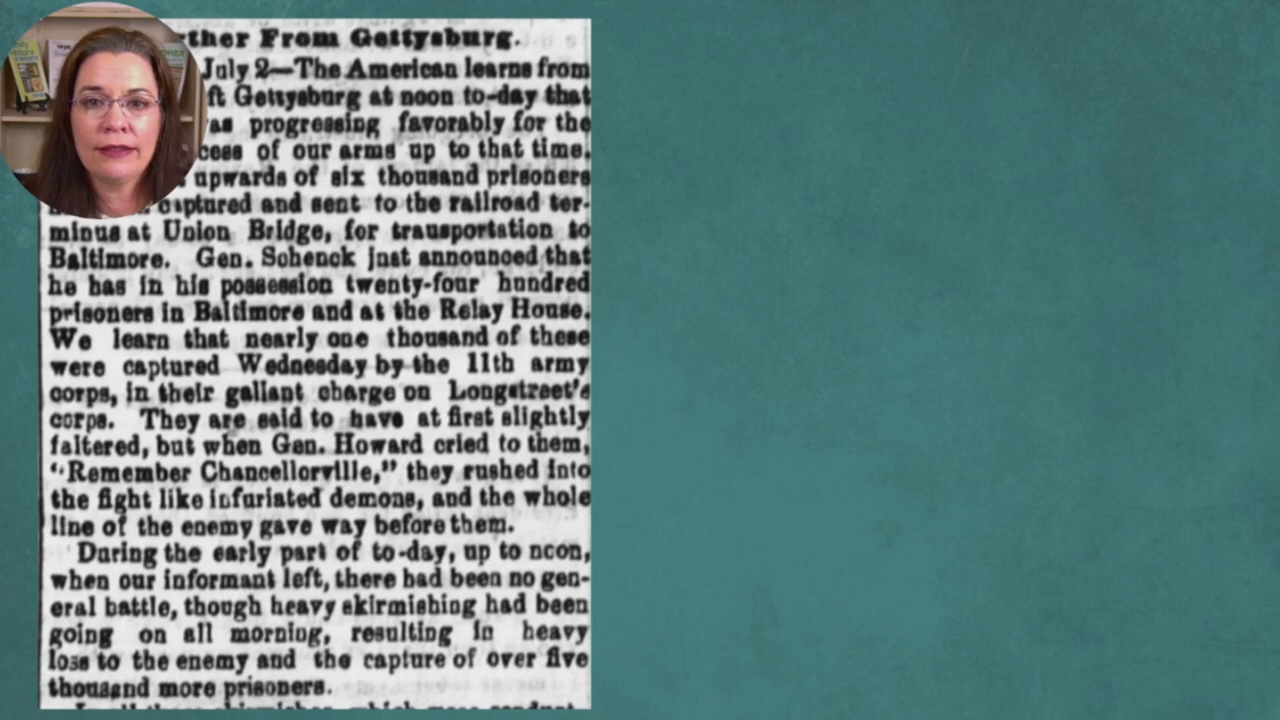 rther From Gettysburg.
July 2—The American learns from
ft Gettysburg at noon to-day that
as progressing favorably for the
cess of our arms up to that time.
upwards of six thousand prisoners
captured and sent to the railroad ter-
minus at Union Bridge, for transportation to
Baltimore. Gen. Schenck just announced that
he has in his possession twenty-four hundred
prisoners in Baltimore and at the Relay House.
We learn that nearly one thousand of these
were captured Wednesday by the 11th army
corps, in their gallant charge on Longstreet's
corps. They are said to have at first slightly
faltered, but when Gen. Howard cried to them,
"Remember Chancellorville," they rushed into
the fight like infuriated demons, and the whole
line of the enemy gave way before them.
During the early part of to-day, up to noon,
when our informant left, there had been no gen-
eral battle, though heavy skirmishing had been
going on all morning, resulting in heavy
loss to the enemy and the capture of over five
thousand more prisoners.